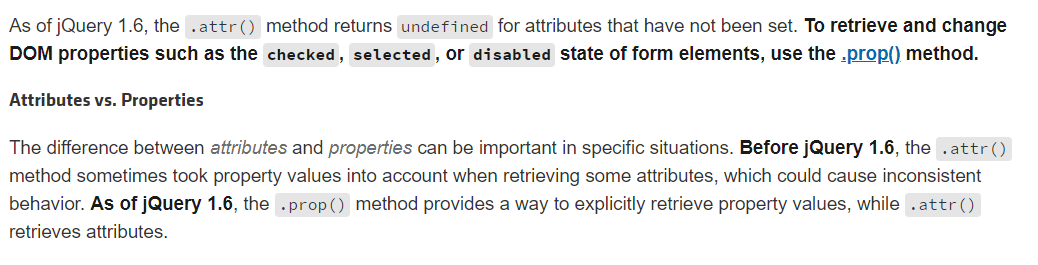 As of jQuery 1.6, the .attr() method returns undefined for attributes that have not been set. To retrieve and change
DOM properties such as the checked, selected, or disabled state of form elements, use the .prop() method.
Attributes vs. Properties
The difference between attributes and properties can be important in specific situations. Before jQuery 1.6, the .attr()
method sometimes took property values into account when retrieving some attributes, which could cause inconsistent
behavior. As of jQuery 1.6, the .prop() method provides a way to explicitly retrieve property values, while .attr()
retrieves attributes.